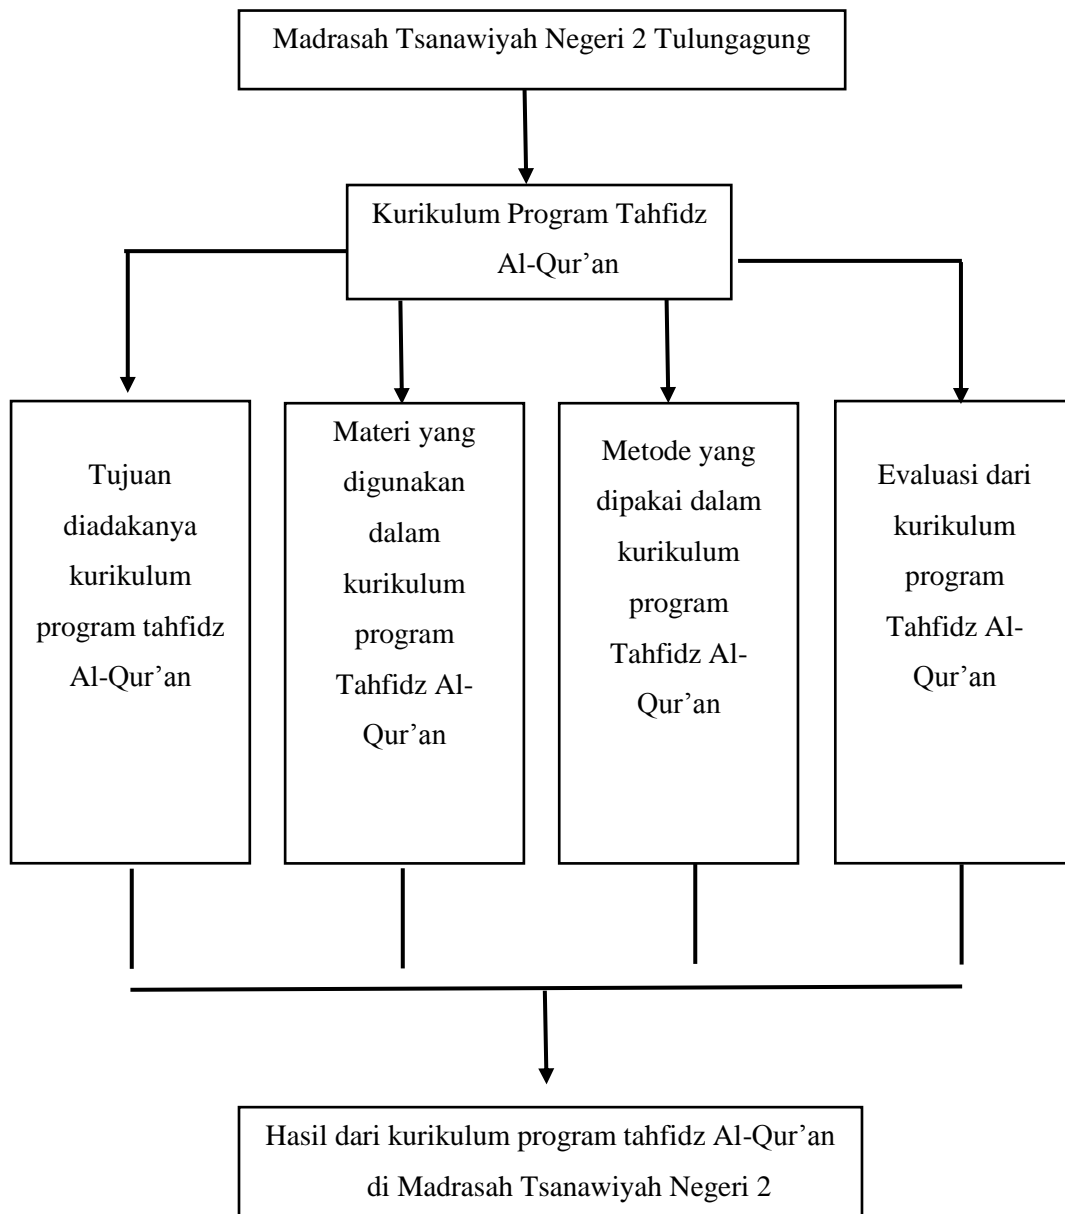 Madrasah Tsanawiyah Negeri 2 Tulungagung
Kurikulum Program Tahfidz
Al-Qur’an
Tujuan
diadakanya
kurikulum
program tahfidz
Al-Qur’an
Materi yang
digunakan
dalam
kurikulum
program
Tahfidz Al-
Qur’an
Metode yang
dipakai dalam
kurikulum
program
Tahfidz Al-
Qur’an
Evaluasi dari
kurikulum
program
Tahfidz Al-
Qur’an
Hasil dari kurikulum program tahfidz Al-Qur’an
di Madrasah Tsanawiyah Negeri 2